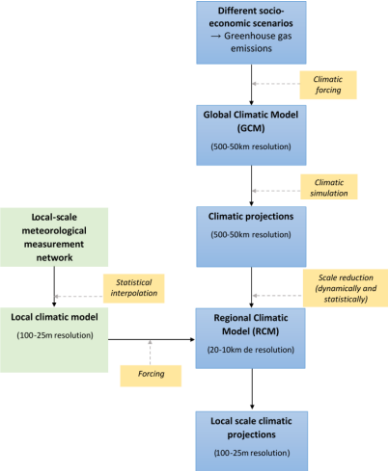 Different socio-
economic scenarios
→ Greenhouse gas
emissions
Climatic
forcing
Global Climatic Model
(GCM)
(500-50km resolution)
Climatic
simulation
Local-scale
meteorological
measurement
network
Climatic projections
(500-50km resolution)
Statistical
interpolation
Scale reduction
(dynamically and
statistically)
Local climatic model
(100-25m resolution)
Regional Climatic
Model (RCM)
(20-10km de resolution)
Forcing
Local scale climatic
projections
(100-25m resolution)